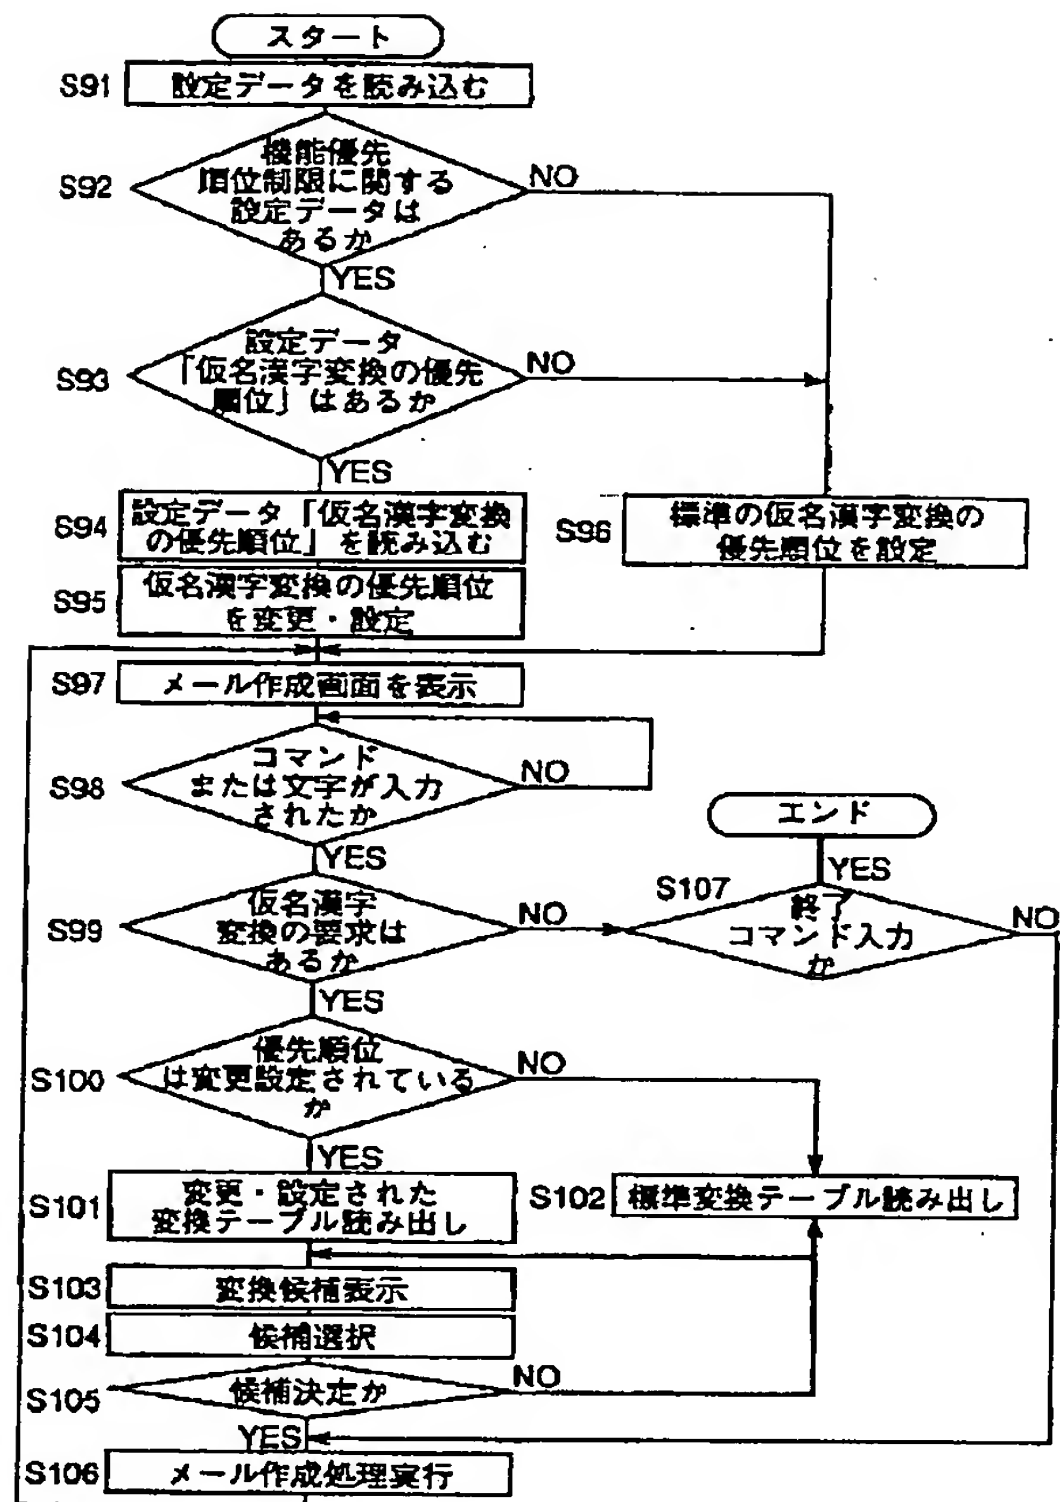 スタート
S91 設定データを読み込む
機能優先
S92 順位制限に関する
設定データは
あるか
NO
YES
設定データ
S93 「仮名漢字変換の優先
順位」はあるか
NO
YES
S94 設定データ「仮名漢字変換
の優先順位」を読み込む
S96 標準の仮名漢字変換の
優先順位を設定
S95 仮名漢字変換の優先順位
を変更・設定
S97 メール作成画面を表示
コマンド
S98 または文字が入力
されたか
NO
YES
エンド
YES
仮名漢字
S99 変換の要求は
あるか
NO
S107 終了
コマンド入力
か
NO
YES
優先順位
S100 は変更設定されている
か
NO
YES
S101 変更・設定された
変換テーブル読み出し
S102 標準変換テーブル読み出し
S103 変換候補表示
S104 候補選択
S105 候補決定か
NO
YES
S106 メール作成処理実行